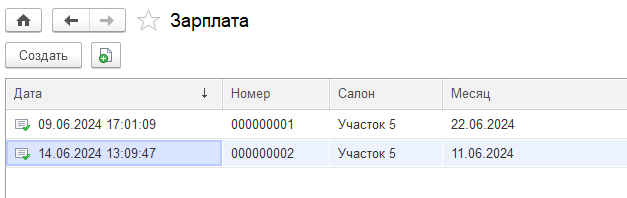 Зарплата
Создать
Дата Номер Салон Месяц
09.06.2024 17:01:09 000000001 Участок 5 22.06.2024
14.06.2024 13:09:47 000000002 Участок 5 11.06.2024